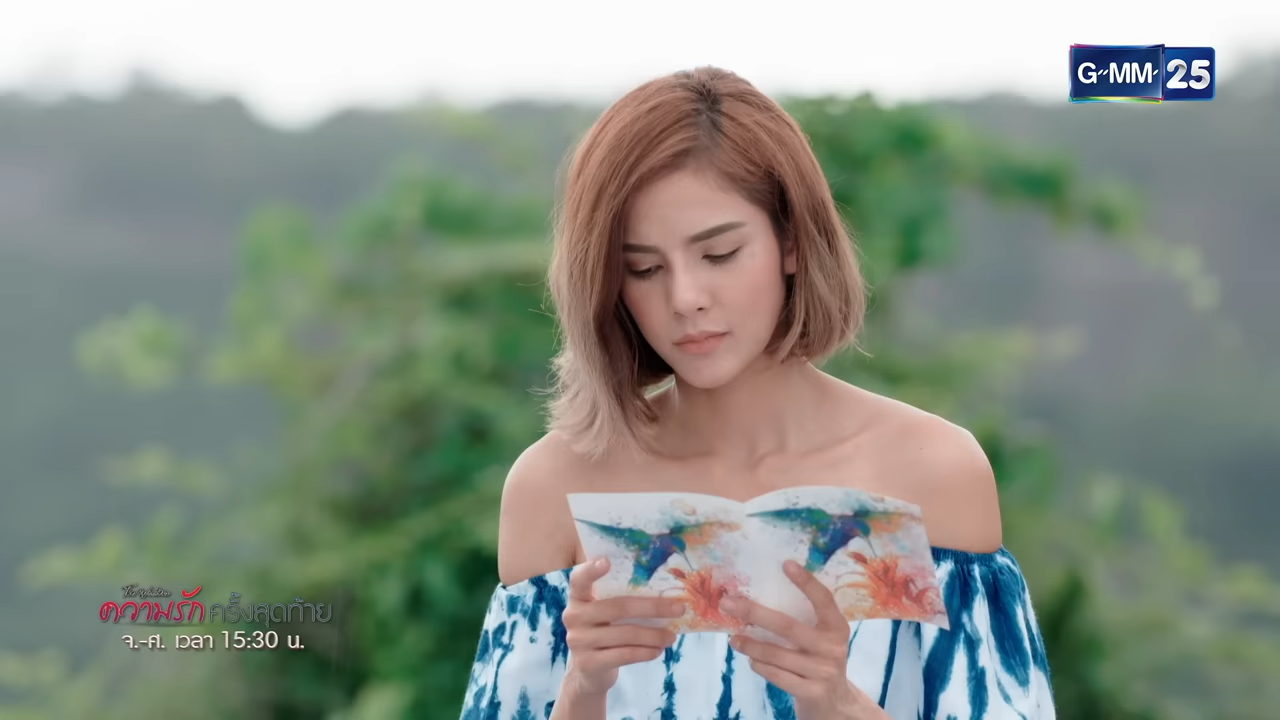 G-MM- 25
ความรัก ครั้งสุดท้าย
จ.-ศ. เวลา 15:30 น.